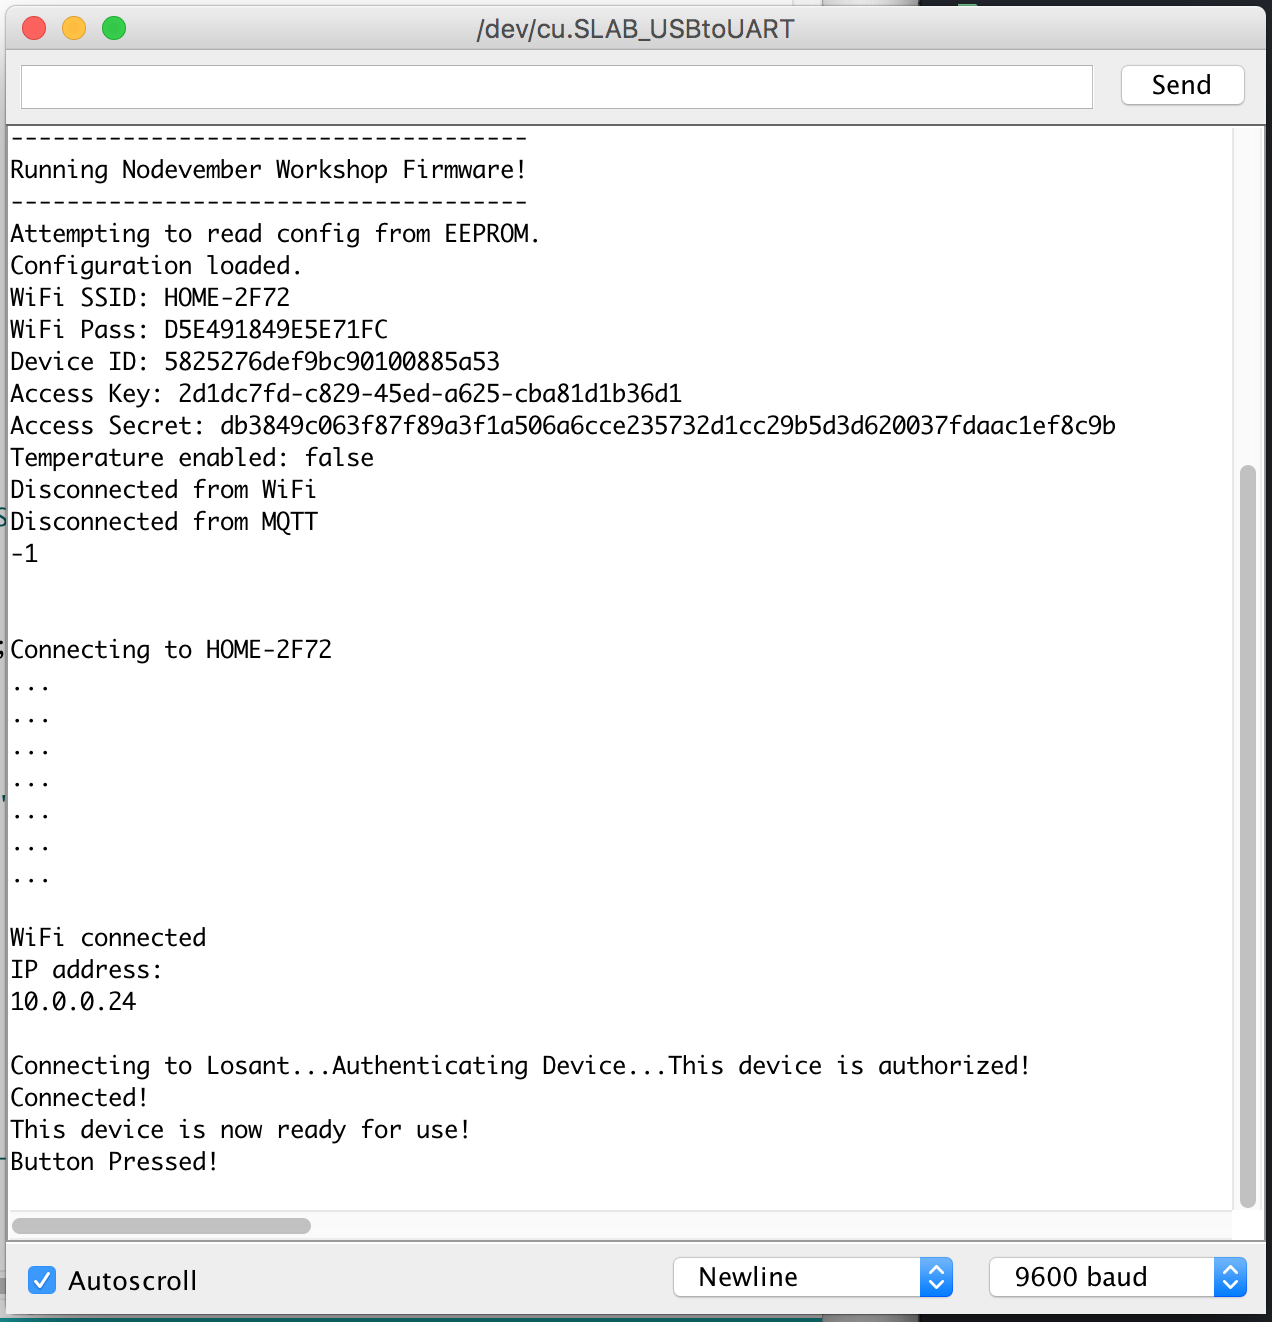 /dev/cu.SLAB_USBtoUART
Send
-------------------------------------
Running Nodevember Workshop Firmware!
-------------------------------------
Attempting to read config from EEPROM.
Configuration loaded.
WiFi SSID: HOME-2F72
WiFi Pass: D5E491849E5E71FC
Device ID: 5825276def9bc90100885a53
Access Key: 2d1dc7fd-c829-45ed-a625-cba81d1b36d1
Access Secret: db3849c063f87f89a3f1a506a6cce235732d1cc29b5d3d620037fdaac1ef8c9b
Temperature enabled: false
Disconnected from WiFi
Disconnected from MQTT
-1
Connecting to HOME-2F72
...
...
...
...
...
...
...
WiFi connected
IP address:
10.0.0.24
Connecting to Losant...Authenticating Device...This device is authorized!
Connected!
This device is now ready for use!
Button Pressed!
Autoscroll
Newline
9600 baud